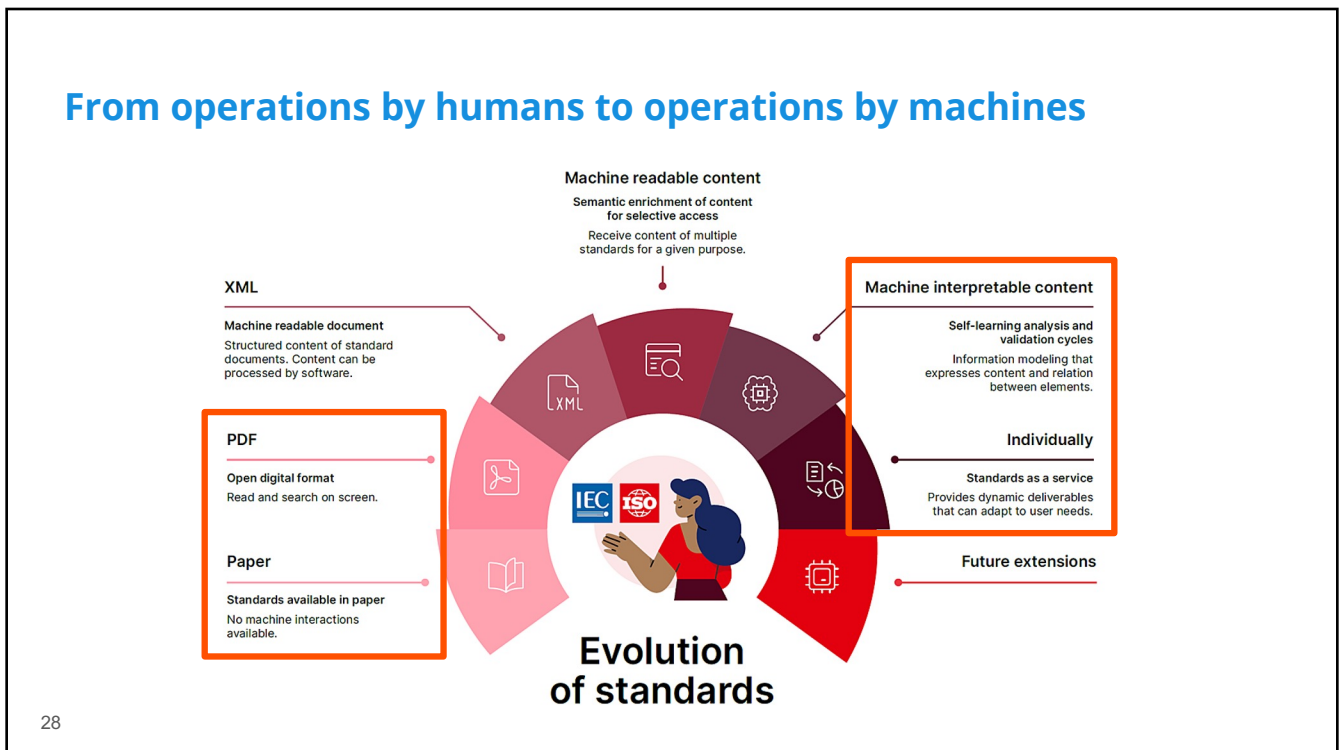 From operations by humans to operations by machines
Machine readable content
Semantic enrichment of content
for selective access
Receive content of multiple
standards for a given purpose.
XML
Machine readable document
Structured content of standard
documents. Content can be
processed by software.
Machine interpretable content
Self-learning analysis and
validation cycles
Information modeling that
expresses content and relation
between elements.
PDF
Open digital format
Read and search on screen.
Individually
Standards as a service
Provides dynamic deliverables
that can adapt to user needs.
Paper
Standards available in paper
No machine interactions
available.
Future extensions
XML
IEC
ISO
Evolution
of standards
28